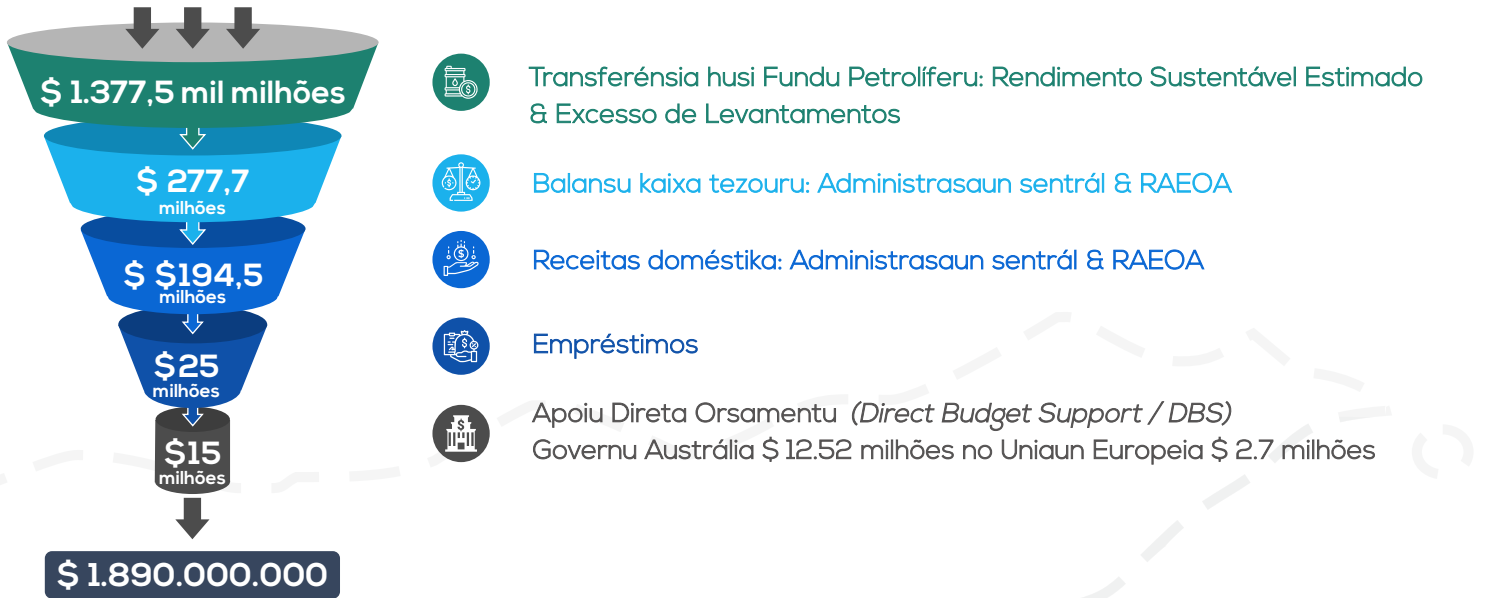 $ 1.377,5 mil milhões
Transferénsia husi Fundu Petrolíferu: Rendimento Sustentável Estimado
& Excesso de Levantamentos
$ 277,7
milhões
Balansu kaixa tezouru: Administrasaun sentrál & RAEOA
$ $194,5
milhões
Receitas doméstika: Administrasaun sentrál & RAEOA
$25
milhões
Empréstimos
$15
milhões
Apoiu Direta Orsamentu (Direct Budget Support / DBS)
Governu Austrália $ 12.52 milhões no Uniaun Europeia $ 2.7 milhões
$ 1.890.000.000